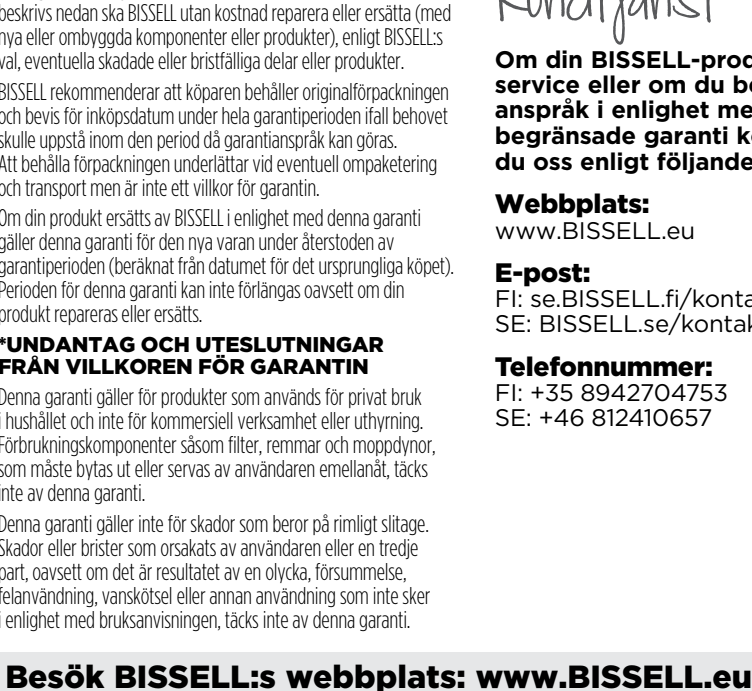 beskrivs nedan ska BISSELL utan kostnad reparera eller ersätta (med
nya eller ombyggda komponenter eller produkter), enligt BISSELL:s
val, eventuella skadade eller bristfälliga delar eller produkter.
BISSELL rekommenderar att köparen behåller originalförpackningen
och bevis för inköpsdatum under hela garantiperioden ifall behovet
skulle uppstå inom den period då garantianspråk kan göras.
Att behålla förpackningen underlättar vid eventuell ompaketering
och transport men är inte ett villkor för garantin.
Om din produkt ersätts av BISSELL i enlighet med denna garanti
gäller denna garanti för den nya varan under återstoden av
garantiperioden (beräknat från datumet för det ursprungliga köpet).
Perioden för denna garanti kan inte förlängas oavsett om din
produkt repareras eller ersätts.
*UNDANTAG OCH UTESLUTNINGAR
FRÅN VILLKOREN FÖR GARANTIN
Denna garanti gäller för produkter som används för privat bruk
i hushållet och inte för kommersiell verksamhet eller uthyrning.
Förbrukningskomponenter såsom filter, remmar och moppdynor,
som måste bytas ut eller servas av användaren emellanåt, täcks
inte av denna garanti.
Denna garanti gäller inte för skador som beror på rimligt slitage.
Skador eller brister som orsakats av användaren eller en tredje
part, oavsett om det är resultatet av en olycka, försummelse,
felanvändning, vanskötsel eller annan användning som inte sker
i enlighet med bruksanvisningen, täcks inte av denna garanti.
Kundtjänst
Om din BISSELL-prod
service eller om du be
anspråk i enlighet me
begränsade garanti ko
du oss enligt följande
Webbplats:
www.BISSELL.eu
E-post:
FI: se.BISSELL.fi/konta
SE: BISSELL.se/kontak
Telefonnummer:
FI: +35 8942704753
SE: +46 812410657
Besök BISSELL:s webbplats: www.BISSELL.eu